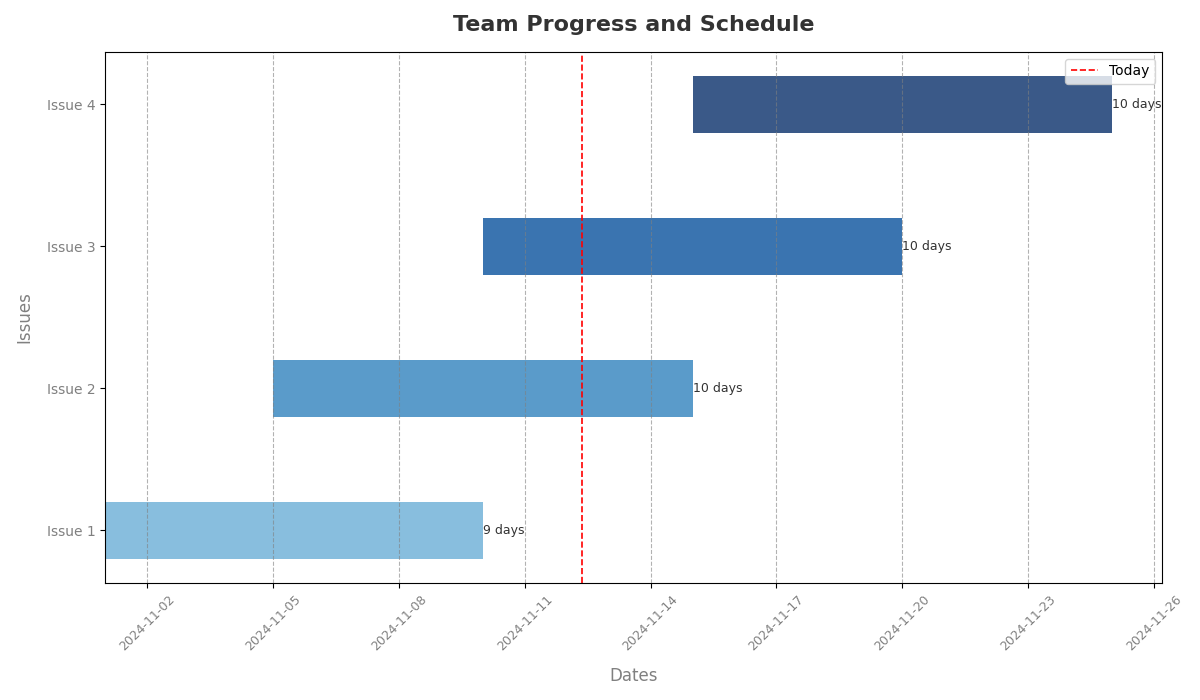 Team Progress and Schedule
Today
Issue 4
10 days
Issue 3
10 days
Issues
Issue 2
10 days
Issue 1
9 days
2024-11-02
2024-11-05
2024-11-08
2024-11-11
2024-11-14
2024-11-17
2024-11-20
2024-11-23
2024-11-26
Dates